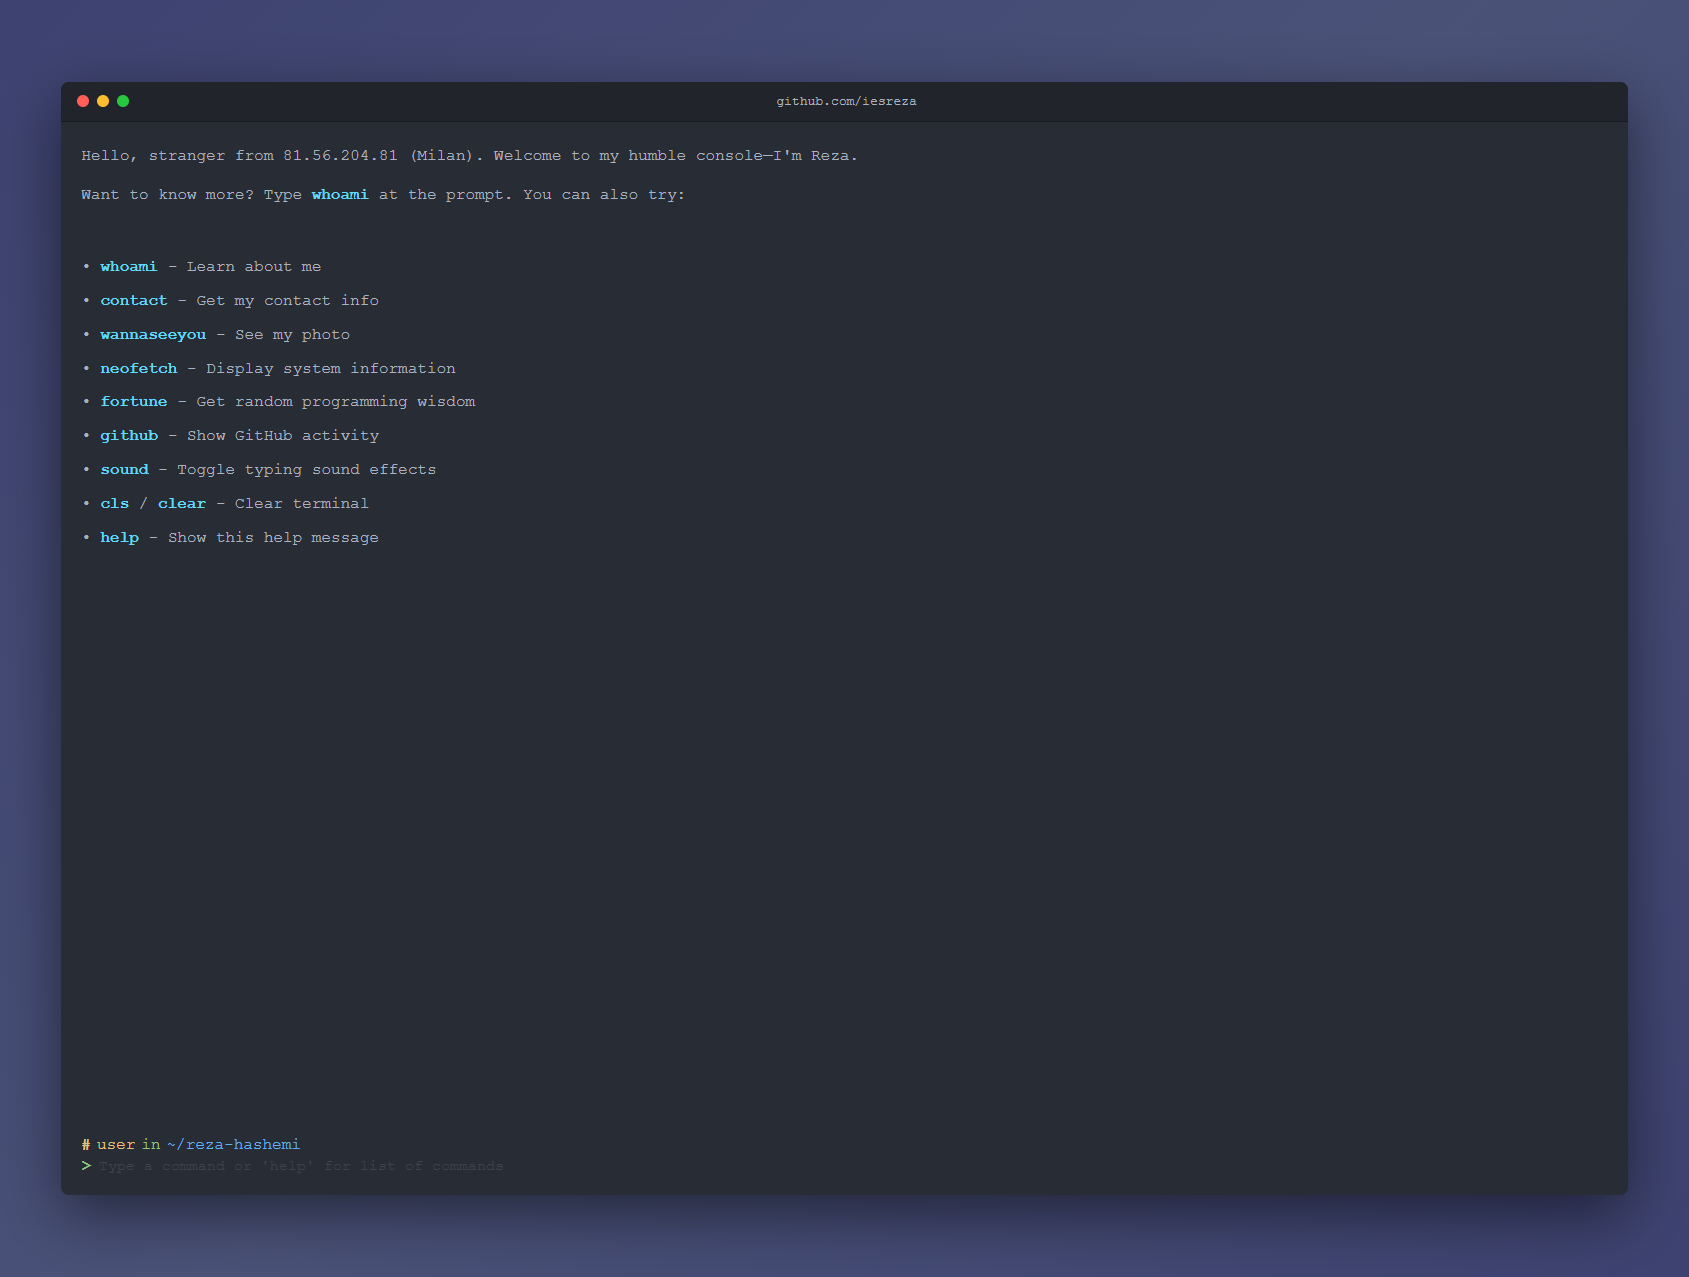 github.com/iesreza
Hello, stranger from 81.56.204.81 (Milan). Welcome to my humble console—I'm Reza.
Want to know more? Type whoami at the prompt. You can also try:
• whoami - Learn about me
• contact - Get my contact info
• wannaseeyou - See my photo
• neofetch - Display system information
• fortune - Get random programming wisdom
• github - Show GitHub activity
• sound - Toggle typing sound effects
• cls / clear - Clear terminal
• help - Show this help message
# user in ~/reza-hashemi
> Type a command or 'help' for list of commands